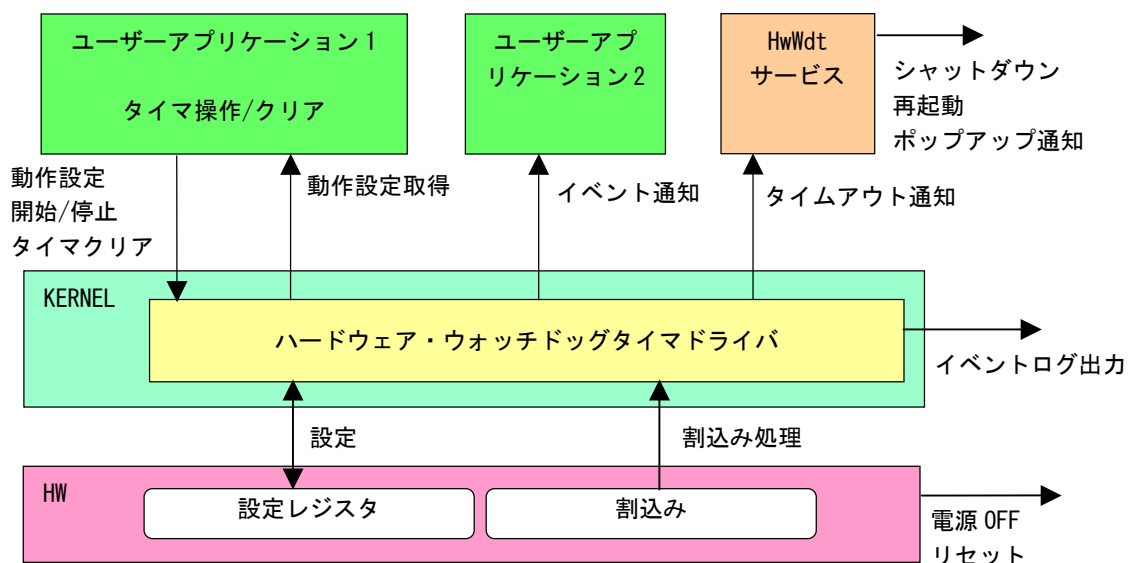 ユーザーアプリケーション1
タイマ操作/クリア
ユーザーアプ
リケーション2
HwWdt
サービス
シャットダウン
再起動
ポップアップ通知
動作設定
開始/停止
タイマクリア
動作設定取得
イベント通知
タイムアウト通知
KERNEL
ハードウェア・ウォッチドッグタイマドライバ
イベントログ出力
設定
割込み処理
HW
設定レジスタ
割込み
電源OFF
リセット